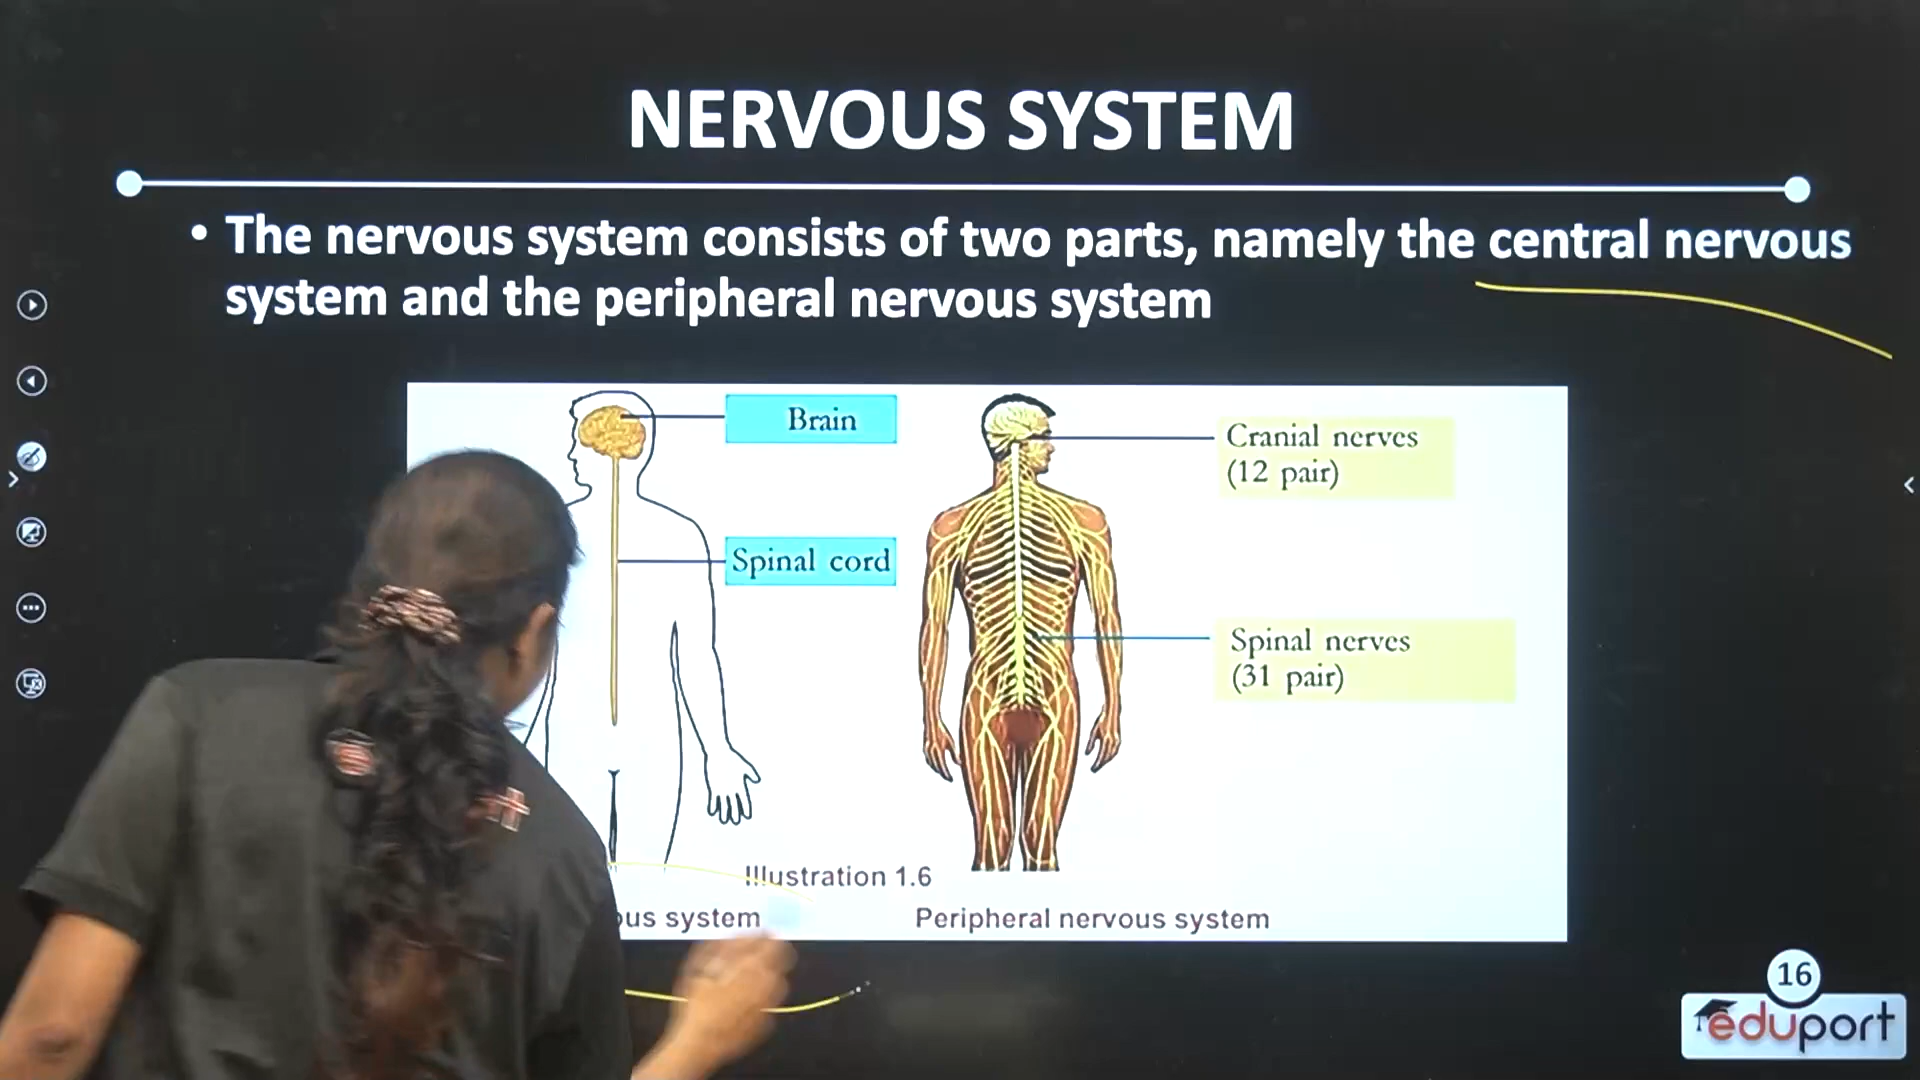 NERVOUS SYSTEM
• The nervous system consists of two parts, namely the central nervous
system and the peripheral nervous system
Brain
Spinal cord
Cranial nerves
(12 pair)
Spinal nerves
(31 pair)
Illustration 1.6
system
Peripheral nervous system
16
eduport